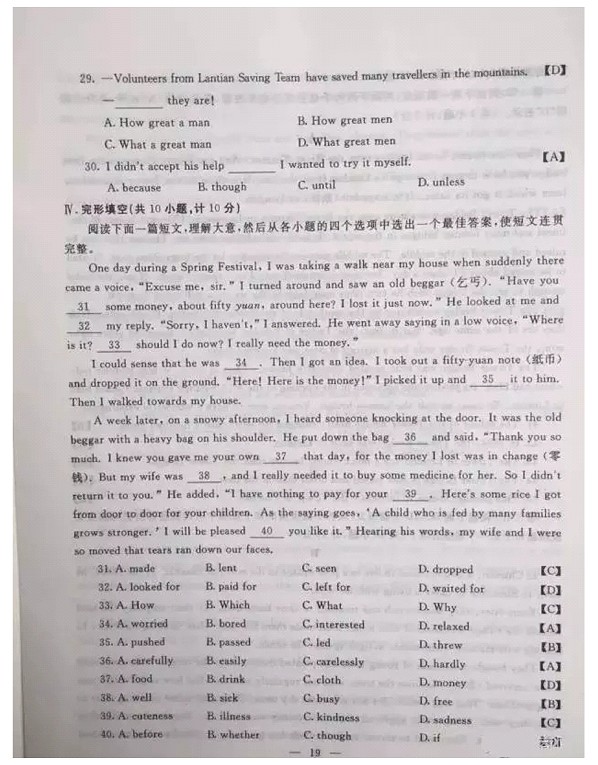 29. —Volunteers from Lantian Saving Team have saved many travellers in the mountains. 【D】
— ______ they are!
A. How great a man B. How great men
C. What a great man D. What great men
30. I didn't accept his help ______ I wanted to try it myself. 【A】
A. because B. though C. until D. unless
Ⅳ. 完形填空(共 10 小题,计 10 分)
阅读下面一篇短文,理解大意,然后从各小题的四个选项中选出一个最佳答案,使短文连贯
完整。
One day during a Spring Festival, I was taking a walk near my house when suddenly there
came a voice, “Excuse me, sir.” I turned around and saw an old beggar (乞丐). “Have you
31 some money, about fifty yuan, around here? I lost it just now.” He looked at me and
32 my reply. “Sorry, I haven't,” I answered. He went away saying in a low voice, “Where
is it? 33 should I do now? I really need the money.”
I could sense that he was 34 . Then I got an idea. I took out a fifty-yuan note (纸币)
and dropped it on the ground. “Here! Here is the money!” I picked it up and 35 it to him.
Then I walked towards my house.
A week later, on a snowy afternoon, I heard someone knocking at the door. It was the old
beggar with a heavy bag on his shoulder. He put down the bag 36 and said, “Thank you so
much. I knew you gave me your own 37 that day, for the money I lost was in change (零
钱). But my wife was 38 , and I really needed it to buy some medicine for her. So I didn't
return it to you.” He added, “I have nothing to pay for your 39 . Here's some rice I got
from door to door for your children. As the saying goes, ‘A child who is fed by many families
grows stronger.’ I will be pleased 40 you like it.” Hearing his words, my wife and I were
so moved that tears ran down our faces.
31. A. made B. lent C. seen D. dropped 【C】
32. A. looked for B. paid for C. left for D. waited for 【D】
33. A. How B. Which C. What D. Why 【C】
34. A. worried B. bored C. interested D. relaxed 【A】
35. A. pushed B. passed C. led D. threw 【B】
36. A. carefully B. easily C. carelessly D. hardly 【A】
37. A. food B. drink C. cloth D. money 【D】
38. A. well B. sick C. busy D. free 【B】
39. A. cuteness B. illness C. kindness D. sadness 【C】
40. A. before B. whether C. though D. if
— 19 —